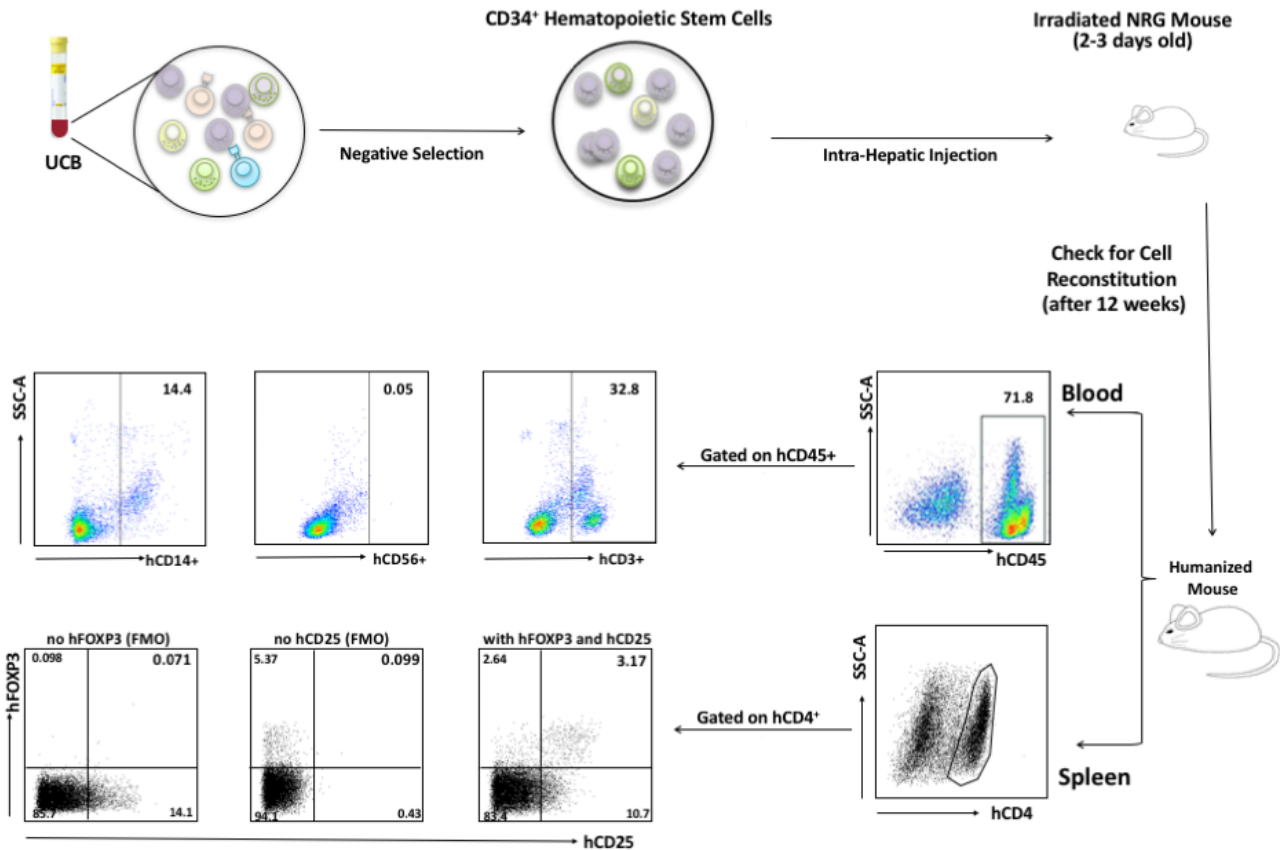 CD34⁺ Hematopoietic Stem Cells
Irradiated NRG Mouse
(2-3 days old)
UCB
Negative Selection
Intra-Hepatic Injection
Check for Cell
Reconstitution
(after 12 weeks)
SSC-A
14.4
hCD14+
0.05
hCD56+
32.8
hCD3+
Gated on hCD45+
SSC-A
71.8
hCD45
Blood
Humanized
Mouse
no hFOXP3 (FMO)
no hCD25 (FMO)
with hFOXP3 and hCD25
hFOXP3
0.098
0.071
85.7
14.1
5.37
0.099
94.1
0.43
2.64
3.17
83.4
10.7
hCD25
Gated on hCD4⁺
SSC-A
hCD4
Spleen